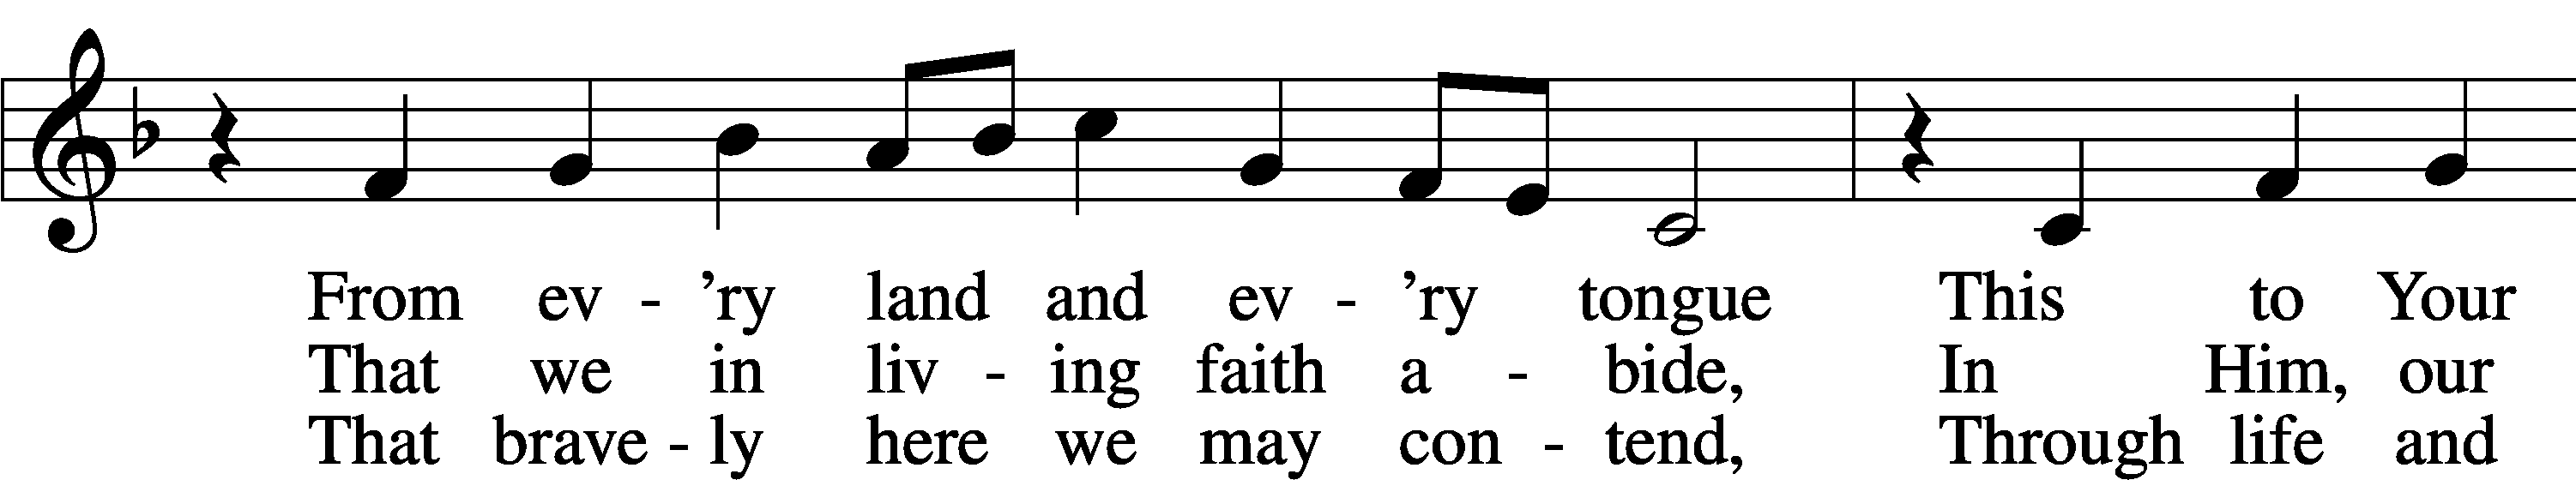 From ev - ’ry land and ev - ’ry tongue This to Your
That we in liv - ing faith a - bide, In Him, our
That brave - ly here we may con - tend, Through life and